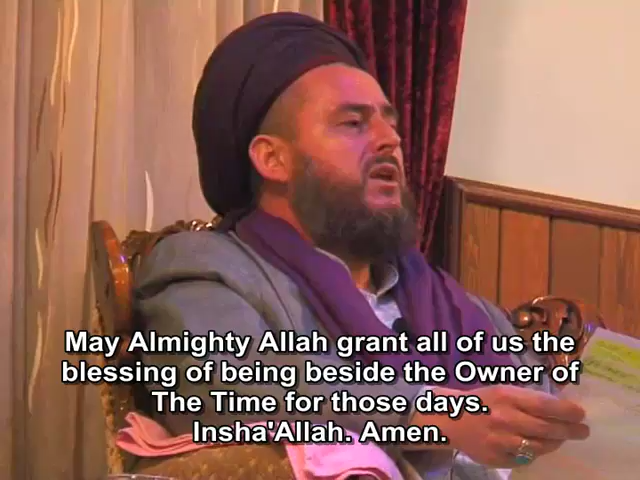 May Almighty Allah grant all of us the
blessing of being beside the Owner of
The Time for those days.
Insha'Allah. Amen.